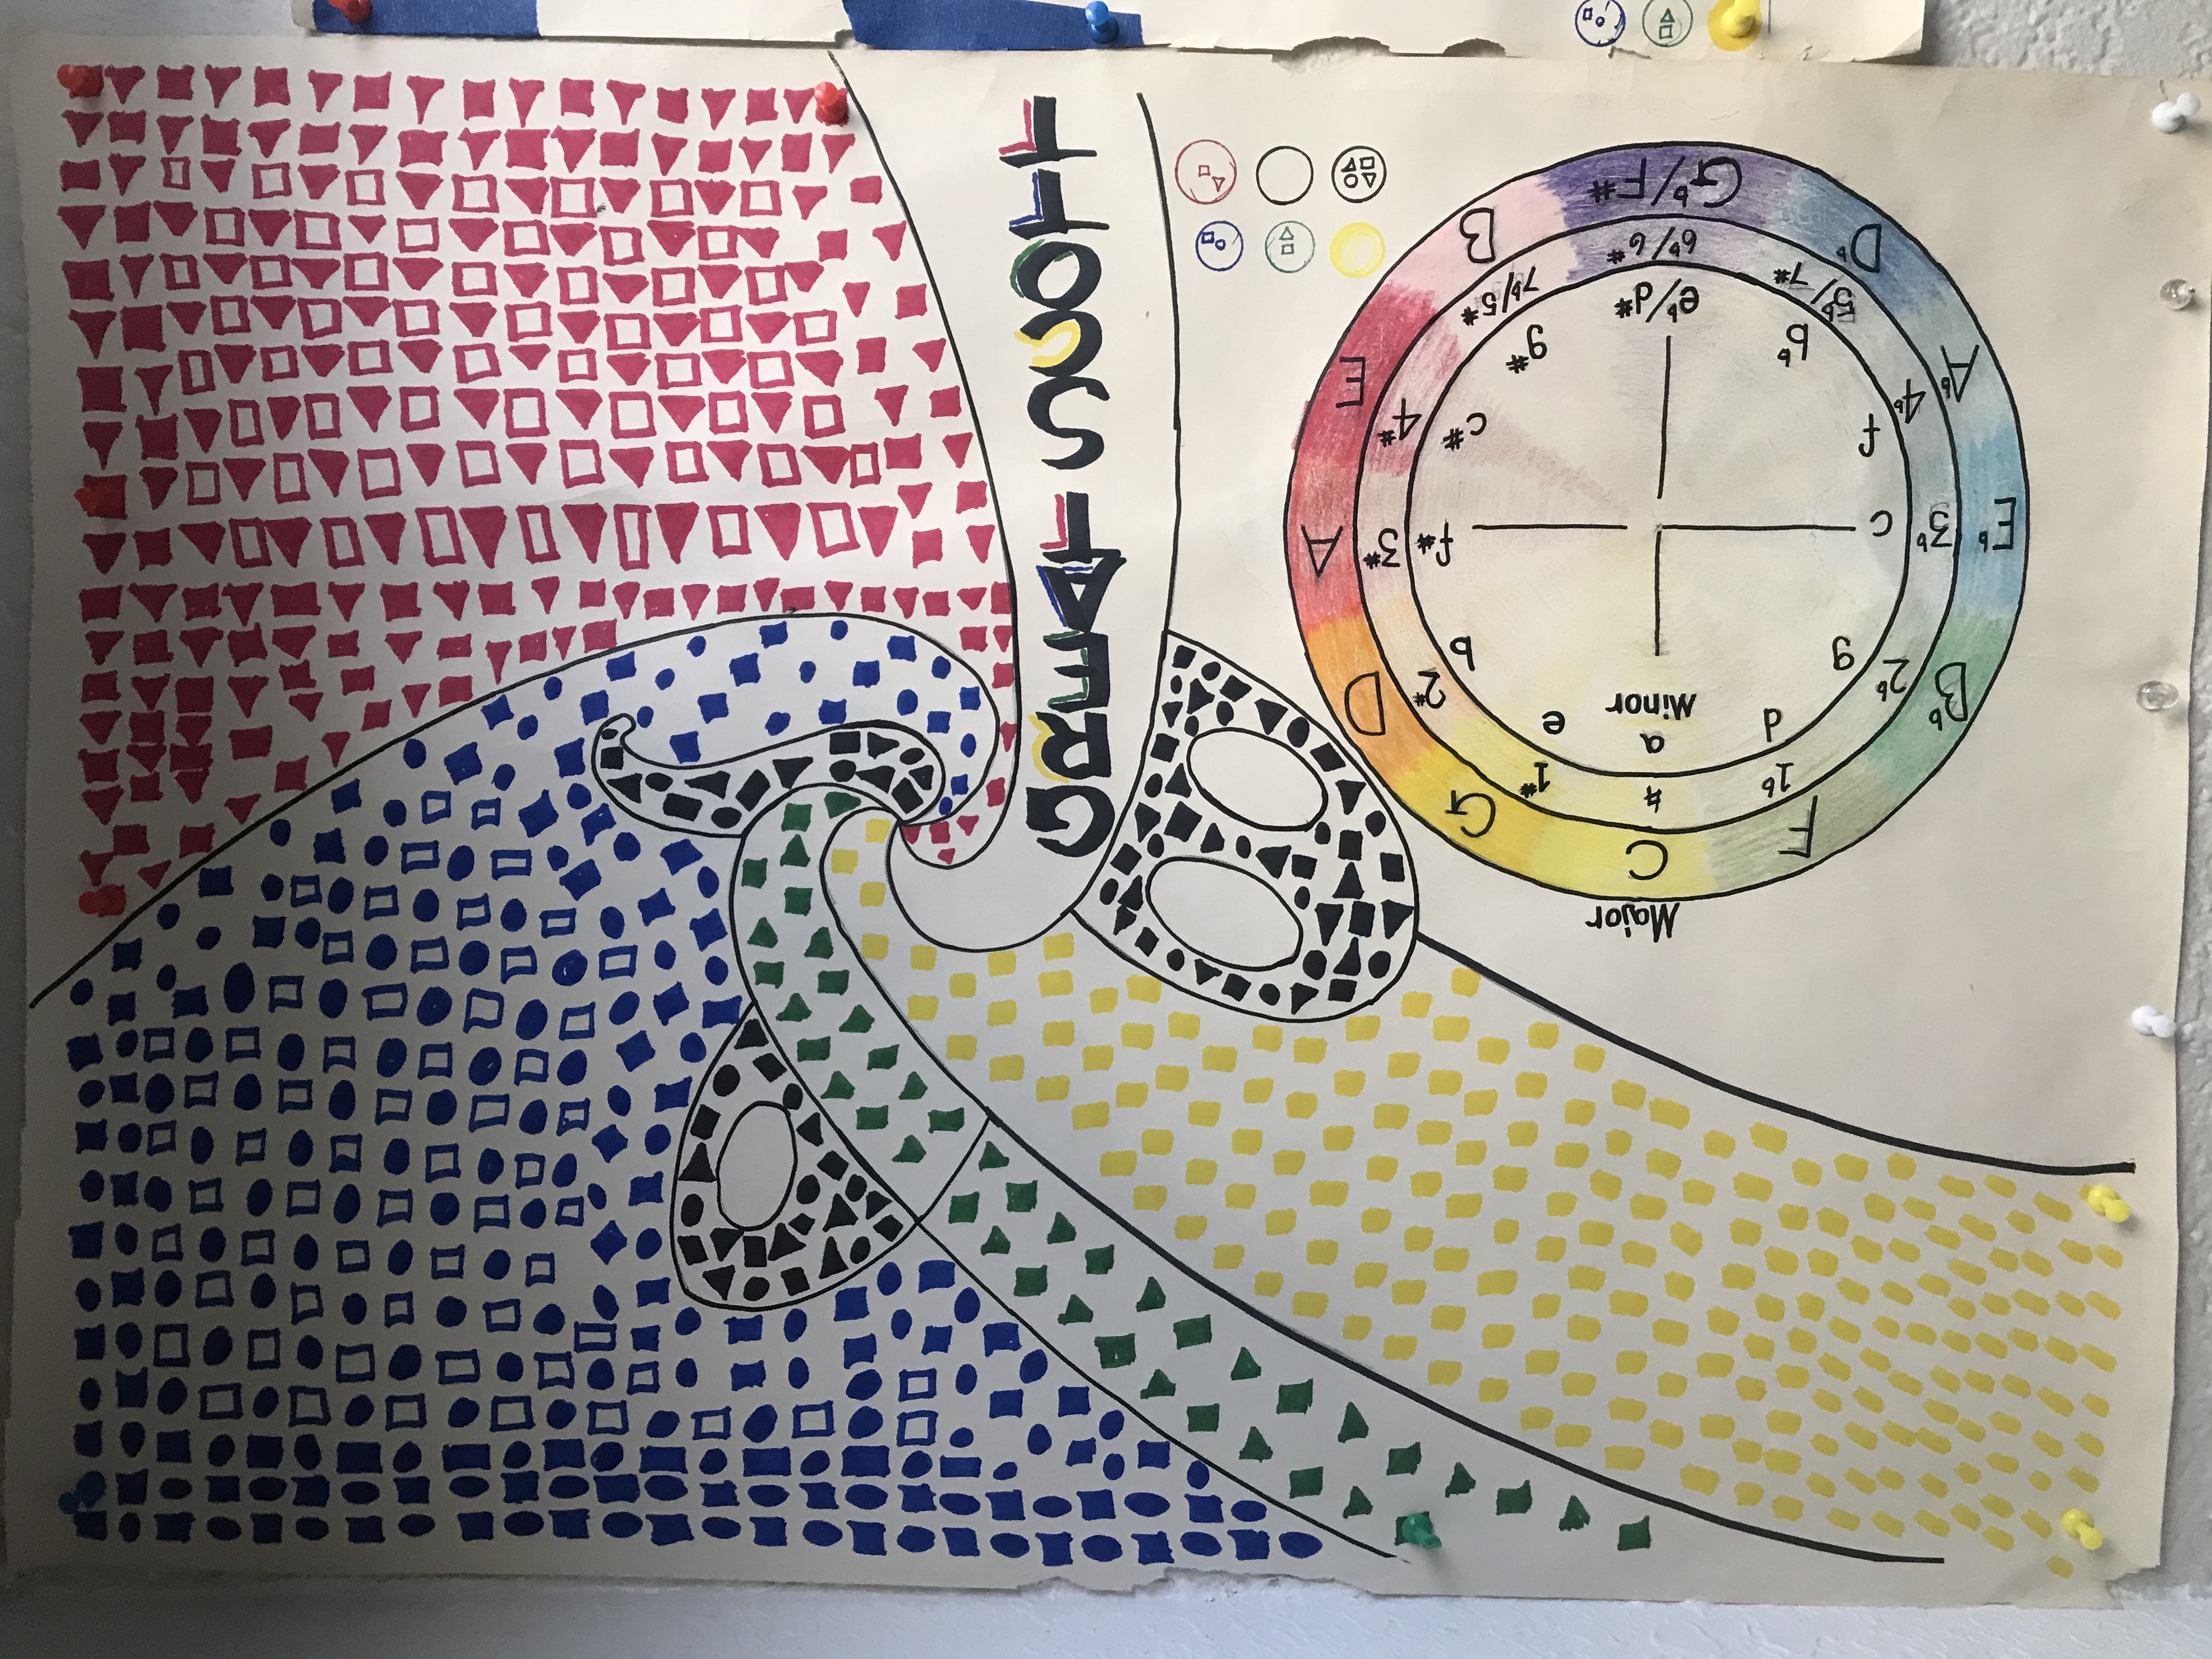 Major
C
G
D
A
E
B
G♭/F#
D♭
A♭
E♭
B♭
F
♮
1#
2#
3#
4#
7♭/5#
6♭/6#
5♭/7#
4♭
3♭
2♭
1♭
a
Minor
e
b
f#
c#
g#
e♭/d#
b♭
f
c
g
d
GREAT SCOTT